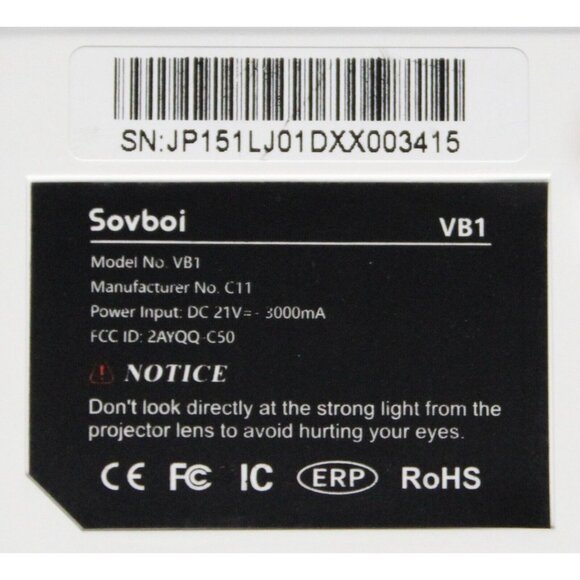 SN:JP151LJ01DXX003415
Sovboi VB1
Model No. VB1
Manufacturer No. C11
Power Input: DC 21V=- 3000mA
FCC ID: 2AYQQ-C50
NOTICE
Don't look directly at the strong light from the
projector lens to avoid hurting your eyes.
CE FC IC ERP RoHS